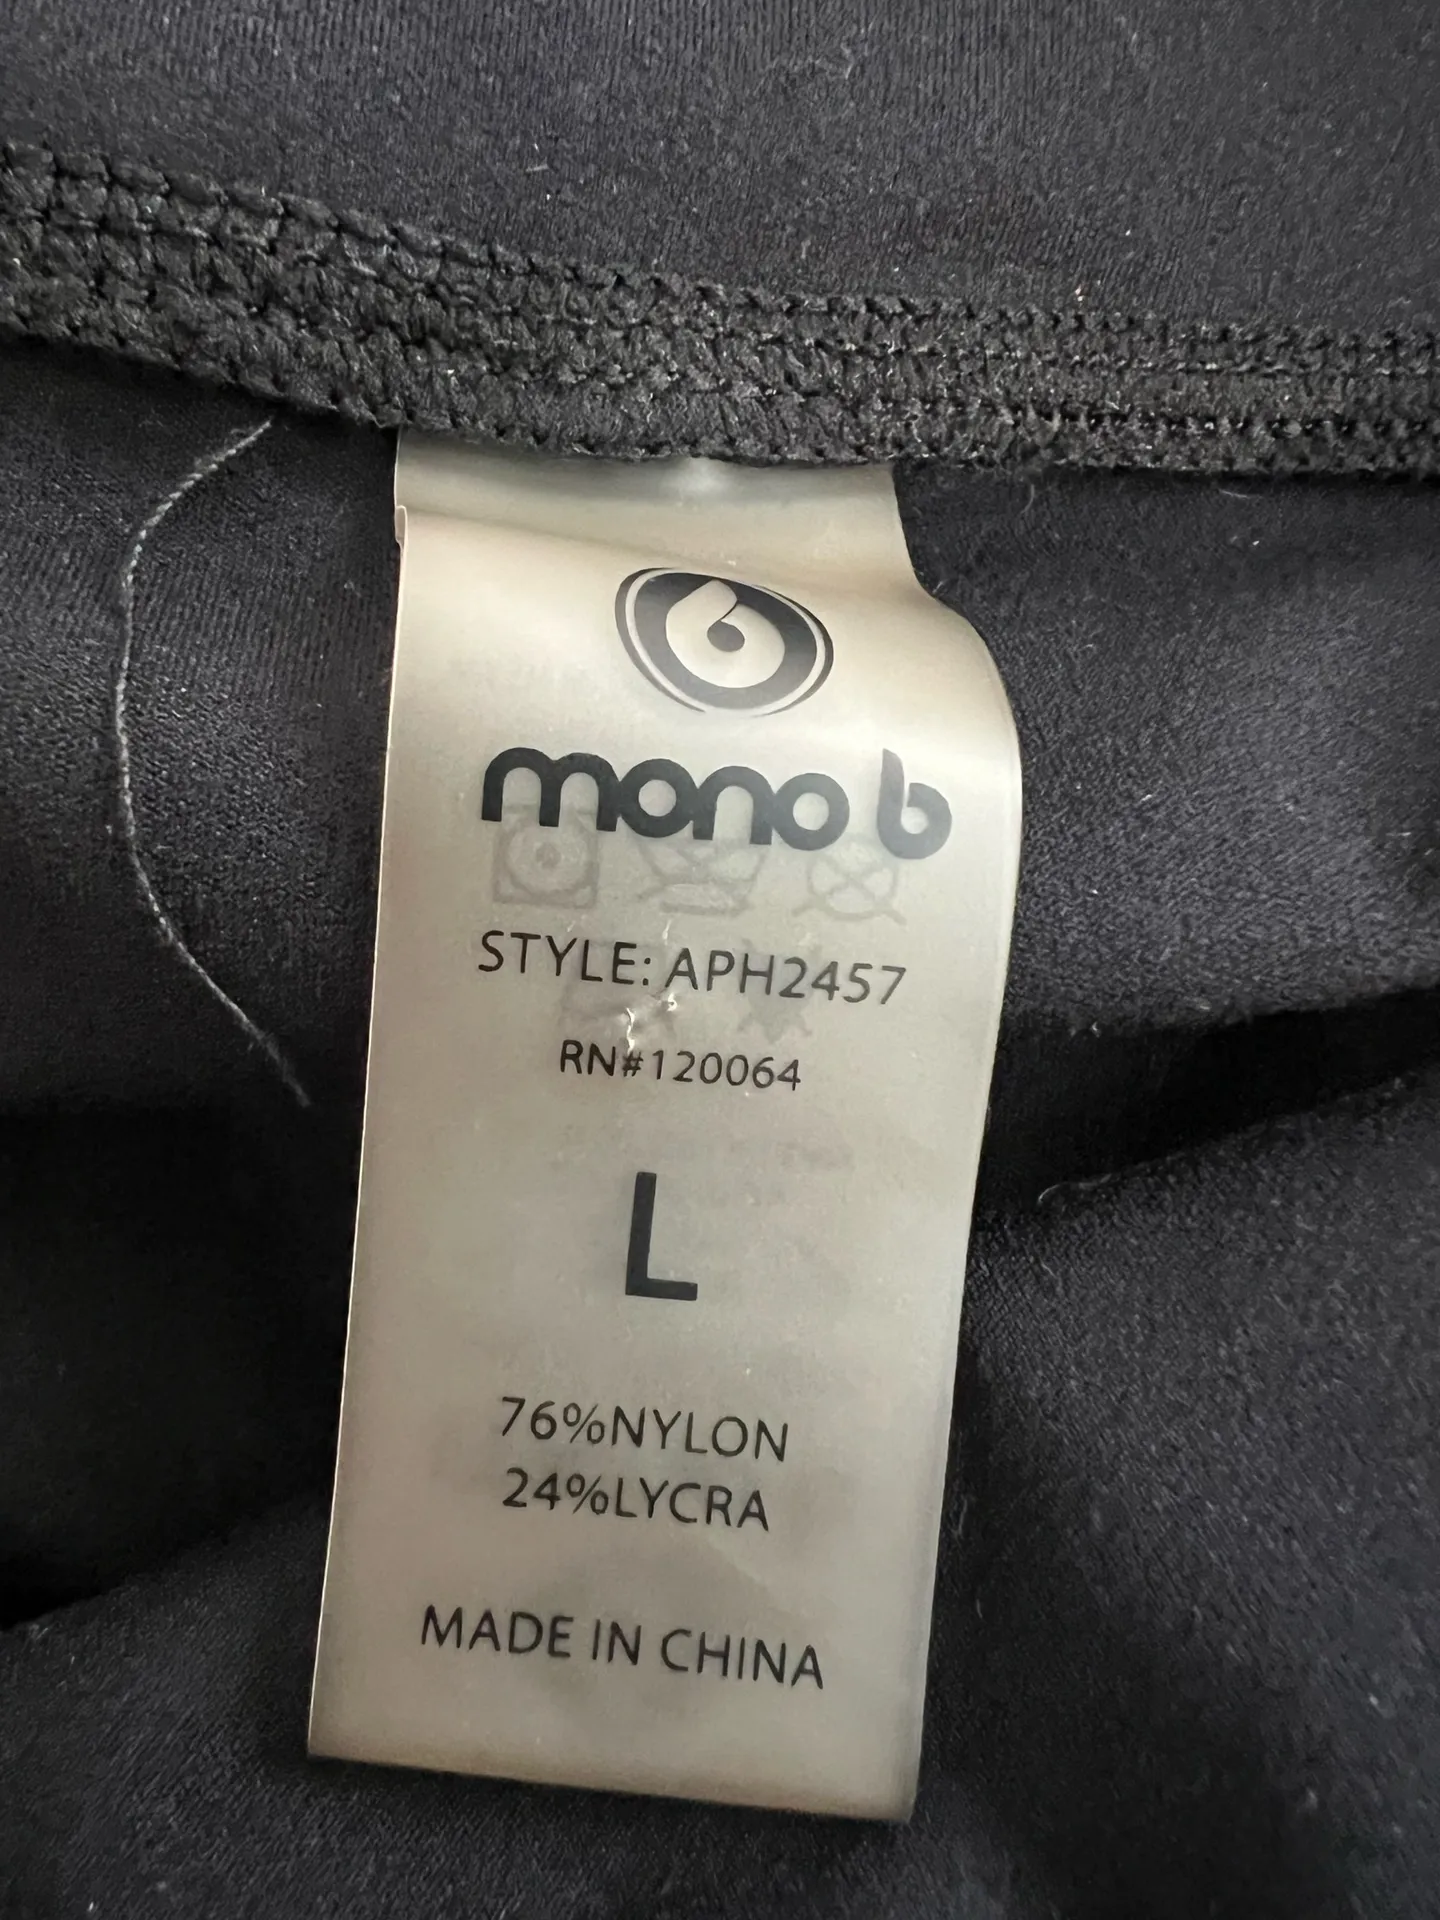 mono b
STYLE: APH2457
RN#120064
L
76%NYLON
24%LYCRA
MADE IN CHINA